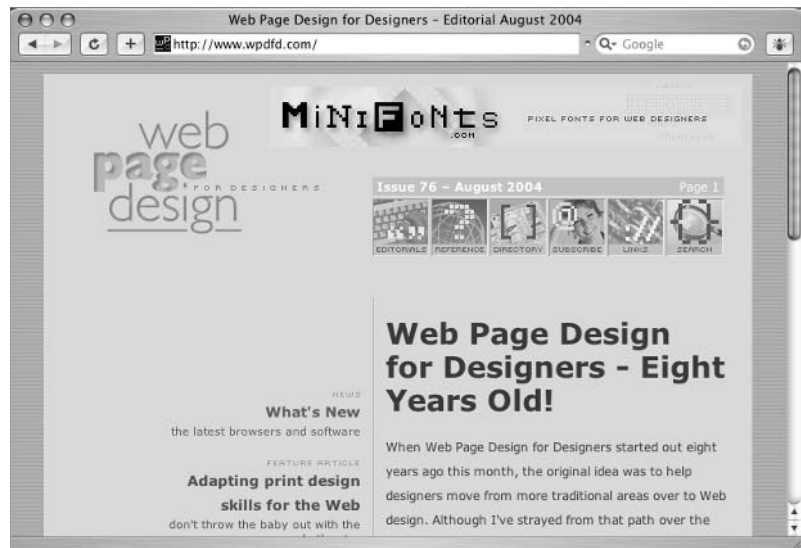 Web Page Design for Designers – Editorial August 2004
http://www.wpdfd.com/
Google
MiNiFoNts
.COM
PIXEL FONTS FOR WEB DESIGNERS
web
page
FOR DESIGNERS
design
Issue 76 – August 2004 Page 1
EDITORIALS REFERENCE DIRECTORY SUBSCRIBE LINKS SEARCH
Web Page Design
for Designers - Eight
Years Old!
When Web Page Design for Designers started out eight
years ago this month, the original idea was to help
designers move from more traditional areas over to Web
design. Although I've strayed from that path over the
NEWS
What's New
the latest browsers and software
FEATURE ARTICLE
Adapting print design
skills for the Web
don't throw the baby out with the